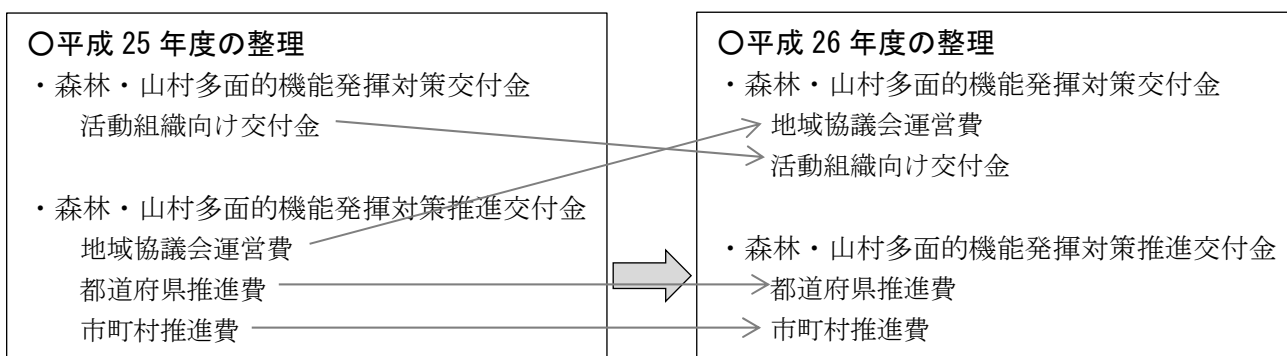 ○平成 25 年度の整理
・森林・山村多面的機能発揮対策交付金
活動組織向け交付金
・森林・山村多面的機能発揮対策推進交付金
地域協議会運営費
都道府県推進費
市町村推進費
○平成 26 年度の整理
・森林・山村多面的機能発揮対策交付金
地域協議会運営費
活動組織向け交付金
・森林・山村多面的機能発揮対策推進交付金
都道府県推進費
市町村推進費